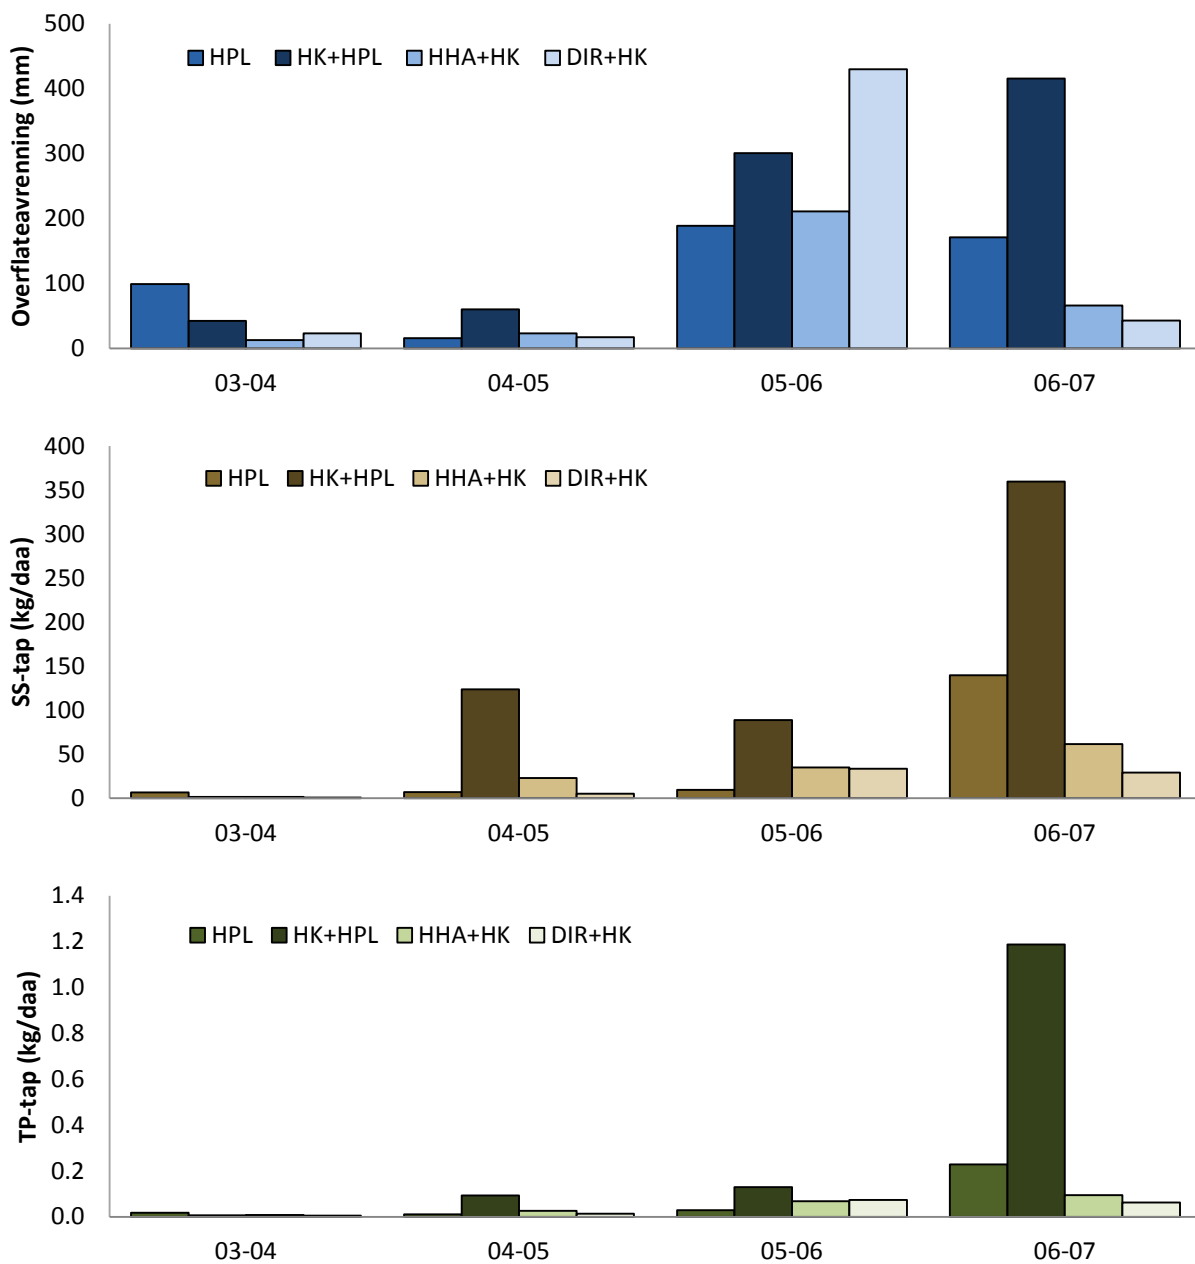 Overflateavrenning (mm)
500
400
300
200
100
0
HPL HK+HPL HHA+HK DIR+HK
03-04 04-05 05-06 06-07
SS-tap (kg/daa)
400
350
300
250
200
150
100
50
0
HPL HK+HPL HHA+HK DIR+HK
03-04 04-05 05-06 06-07
TP-tap (kg/daa)
1.4
1.2
1.0
0.8
0.6
0.4
0.2
0.0
HPL HK+HPL HHA+HK DIR+HK
03-04 04-05 05-06 06-07